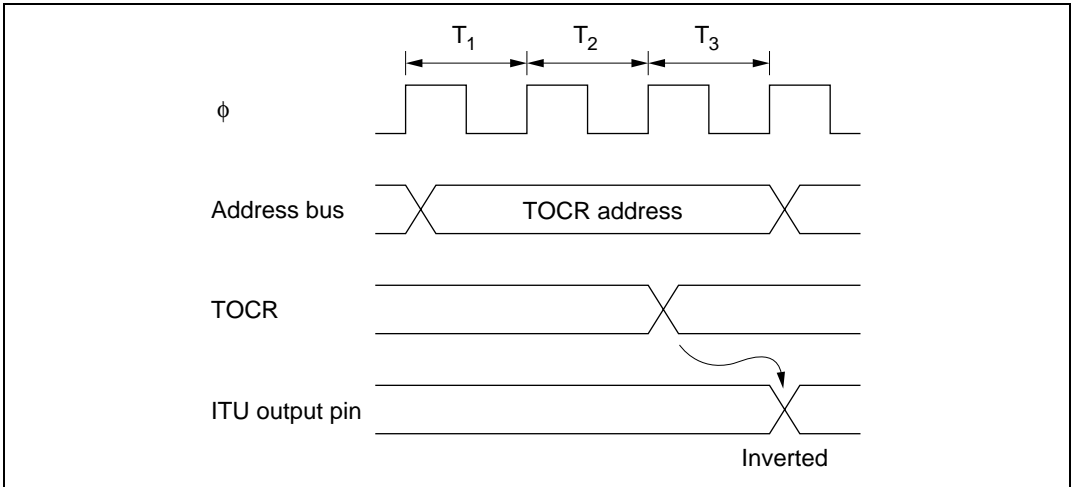 T1 T2 T3
ϕ
Address bus TOCR address
TOCR
ITU output pin
Inverted